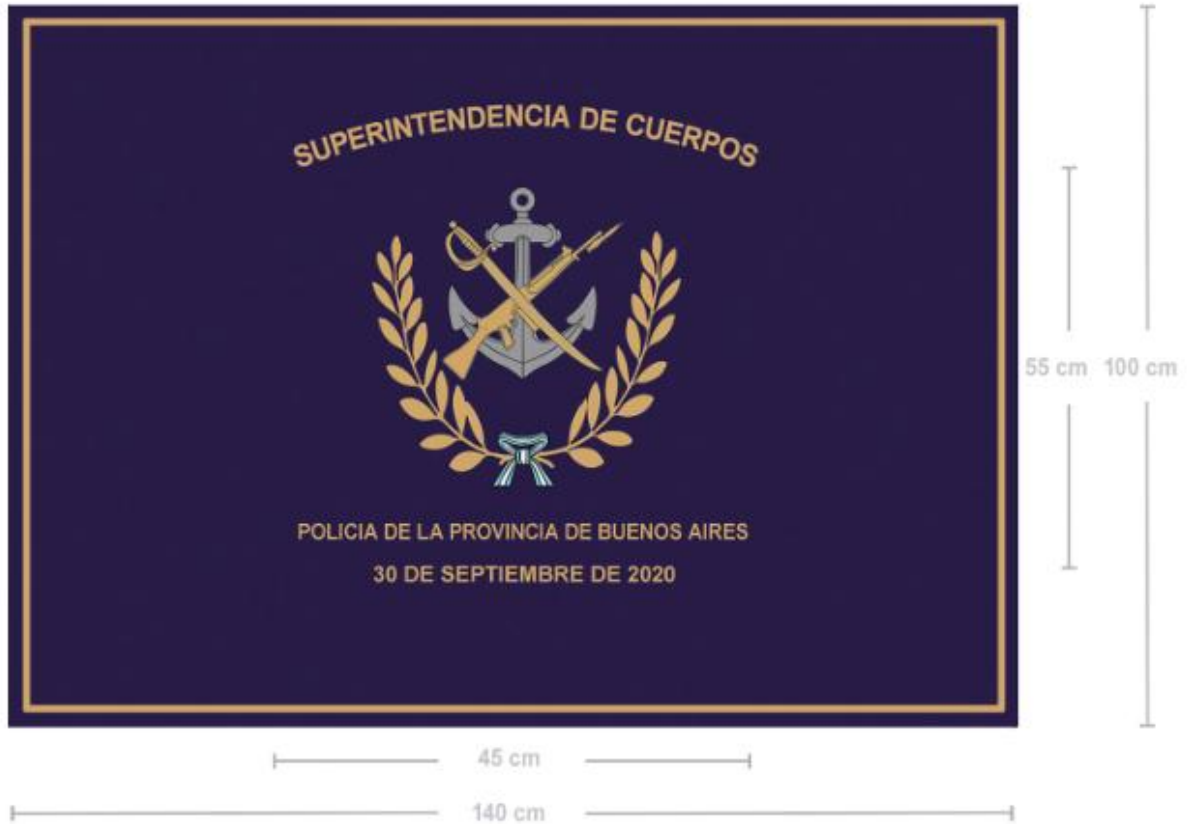 SUPERINTENDENCIA DE CUERPOS
55 cm 100 cm
POLICIA DE LA PROVINCIA DE BUENOS AIRES
30 DE SEPTIEMBRE DE 2020
45 cm
140 cm